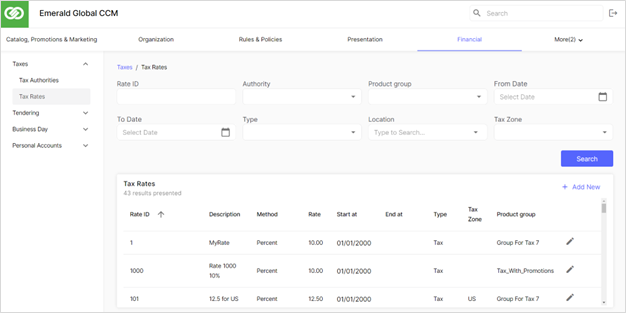 Emerald Global CCM
Search
Catalog, Promotions & Marketing Organization Rules & Policies Presentation Financial More(2)
Taxes
Tax Authorities
Tax Rates
Tendering
Business Day
Personal Accounts
Taxes / Tax Rates
Rate ID Authority Product group From Date
Select Date
To Date Type Location Tax Zone
Select Date Type to Search...
Search
Tax Rates
43 results presented
+ Add New
Rate ID Description Method Rate Start at End at Type Tax Zone Product group
1 MyRate Percent 10.00 01/01/2000 Tax Group For Tax 7
1000 Rate 1000 10% Percent 10.00 01/01/2000 Tax Tax_With_Promotions
101 12.5 for US Percent 12.50 01/01/2000 Tax US Group For Tax 7